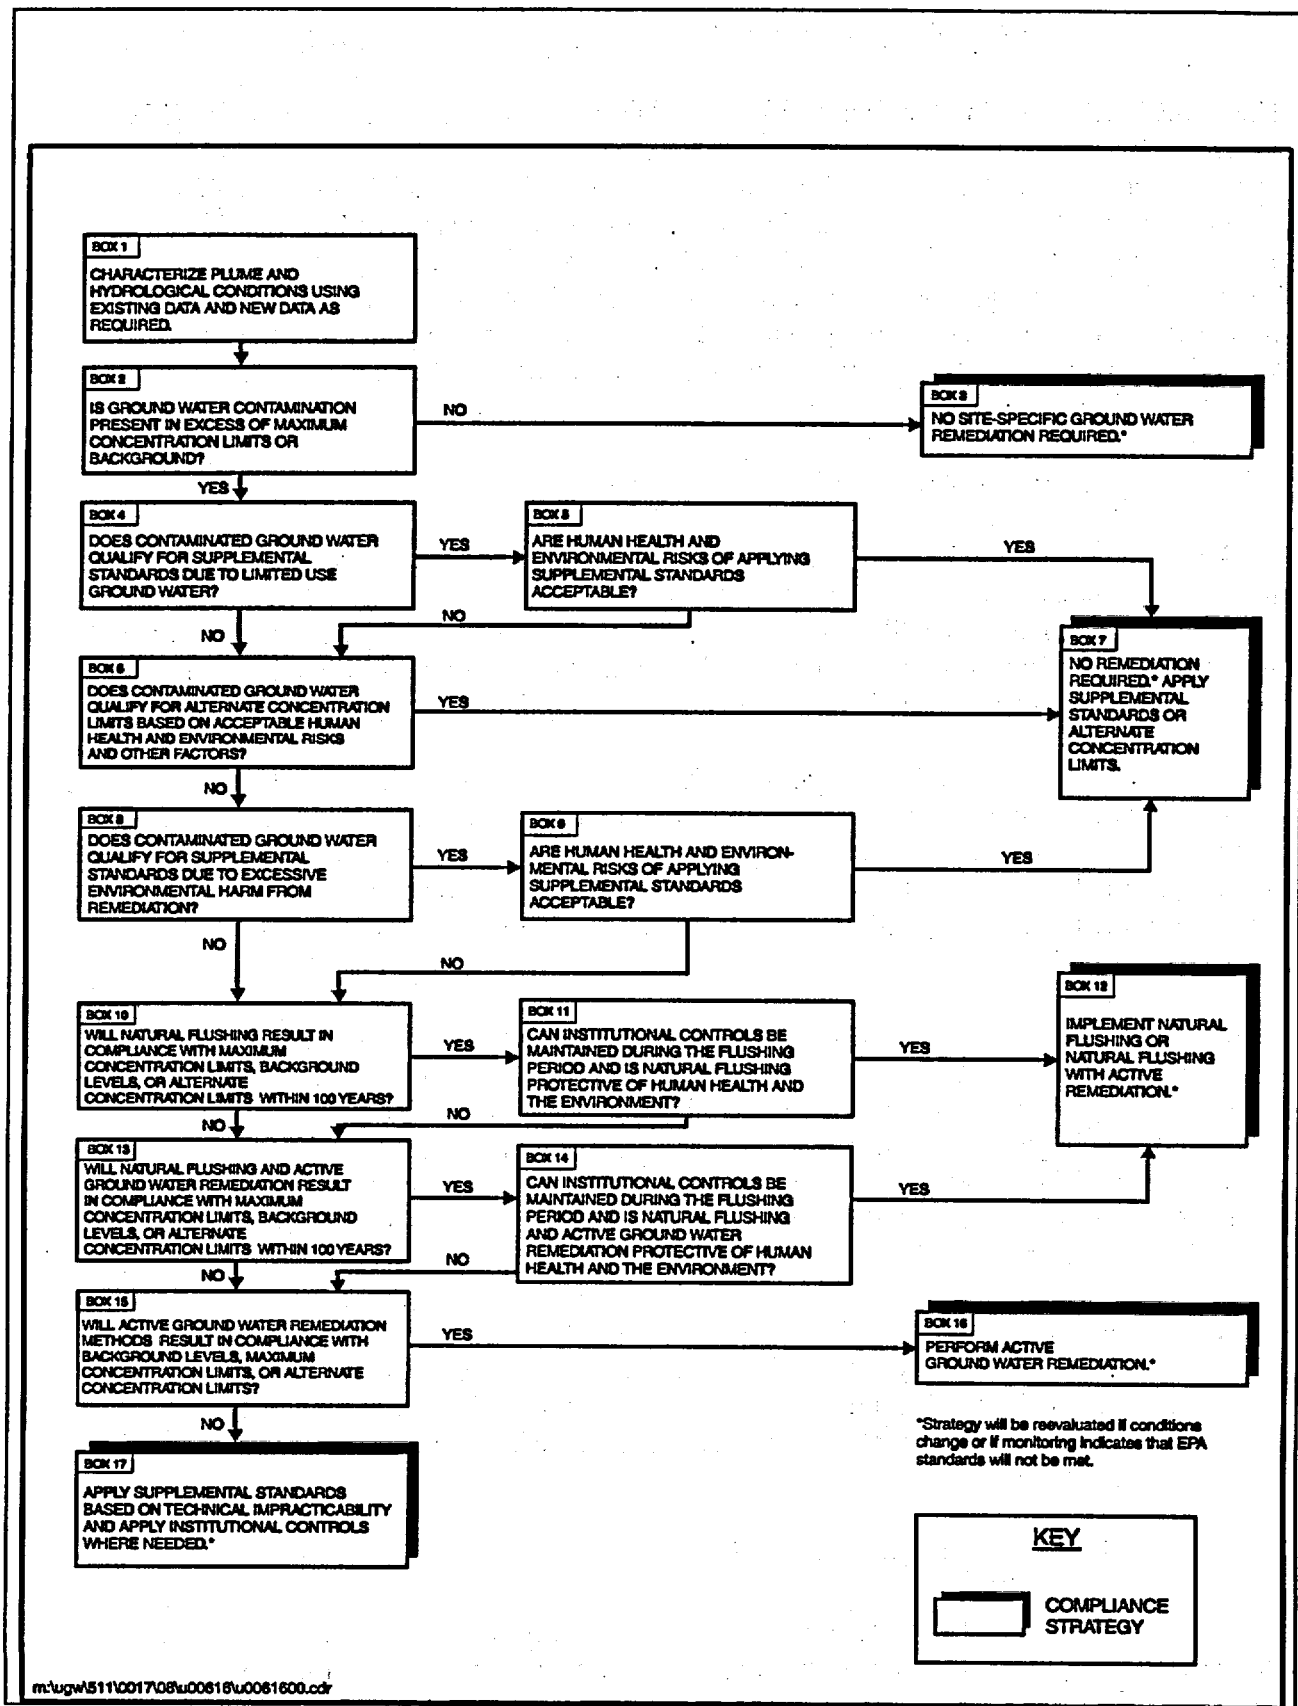 BOX 1
CHARACTERIZE PLUME AND
HYDROLOGICAL CONDITIONS USING
EXISTING DATA AND NEW DATA AS
REQUIRED.
BOX 2
IS GROUND WATER CONTAMINATION
PRESENT IN EXCESS OF MAXIMUM
CONCENTRATION LIMITS OR
BACKGROUND?
NO
BOX 3
NO SITE-SPECIFIC GROUND WATER
REMEDIATION REQUIRED.*
YES
BOX 4
DOES CONTAMINATED GROUND WATER
QUALIFY FOR SUPPLEMENTAL
STANDARDS DUE TO LIMITED USE
GROUND WATER?
YES
BOX 5
ARE HUMAN HEALTH AND
ENVIRONMENTAL RISKS OF APPLYING
SUPPLEMENTAL STANDARDS
ACCEPTABLE?
YES
NO
NO
BOX 6
DOES CONTAMINATED GROUND WATER
QUALIFY FOR ALTERNATE CONCENTRATION
LIMITS BASED ON ACCEPTABLE HUMAN
HEALTH AND ENVIRONMENTAL RISKS
AND OTHER FACTORS?
YES
BOX 7
NO REMEDIATION
REQUIRED.* APPLY
SUPPLEMENTAL
STANDARDS OR
ALTERNATE
CONCENTRATION
LIMITS.
NO
BOX 8
DOES CONTAMINATED GROUND WATER
QUALIFY FOR SUPPLEMENTAL
STANDARDS DUE TO EXCESSIVE
ENVIRONMENTAL HARM FROM
REMEDIATION?
YES
BOX 9
ARE HUMAN HEALTH AND ENVIRON-
MENTAL RISKS OF APPLYING
SUPPLEMENTAL STANDARDS
ACCEPTABLE?
YES
NO
NO
BOX 10
WILL NATURAL FLUSHING RESULT IN
COMPLIANCE WITH MAXIMUM
CONCENTRATION LIMITS, BACKGROUND
LEVELS, OR ALTERNATE
CONCENTRATION LIMITS WITHIN 100 YEARS?
YES
BOX 11
CAN INSTITUTIONAL CONTROLS BE
MAINTAINED DURING THE FLUSHING
PERIOD AND IS NATURAL FLUSHING
PROTECTIVE OF HUMAN HEALTH AND
THE ENVIRONMENT?
YES
BOX 12
IMPLEMENT NATURAL
FLUSHING OR
NATURAL FLUSHING
WITH ACTIVE
REMEDIATION.*
NO
NO
BOX 13
WILL NATURAL FLUSHING AND ACTIVE
GROUND WATER REMEDIATION RESULT
IN COMPLIANCE WITH MAXIMUM
CONCENTRATION LIMITS, BACKGROUND
LEVELS, OR ALTERNATE
CONCENTRATION LIMITS WITHIN 100 YEARS?
YES
BOX 14
CAN INSTITUTIONAL CONTROLS BE
MAINTAINED DURING THE FLUSHING
PERIOD AND IS NATURAL FLUSHING
AND ACTIVE GROUND WATER
REMEDIATION PROTECTIVE OF HUMAN
HEALTH AND THE ENVIRONMENT?
YES
NO
NO
BOX 15
WILL ACTIVE GROUND WATER REMEDIATION
METHODS RESULT IN COMPLIANCE WITH
BACKGROUND LEVELS, MAXIMUM
CONCENTRATION LIMITS, OR ALTERNATE
CONCENTRATION LIMITS?
YES
BOX 16
PERFORM ACTIVE
GROUND WATER REMEDIATION.*
NO
BOX 17
APPLY SUPPLEMENTAL STANDARDS
BASED ON TECHNICAL IMPRACTICABILITY
AND APPLY INSTITUTIONAL CONTROLS
WHERE NEEDED.*
*Strategy will be reevaluated if conditions
change or if monitoring indicates that EPA
standards will not be met.
KEY
COMPLIANCE
STRATEGY
m:\ugw\511\0017\08\u00616\u0061600.cdr